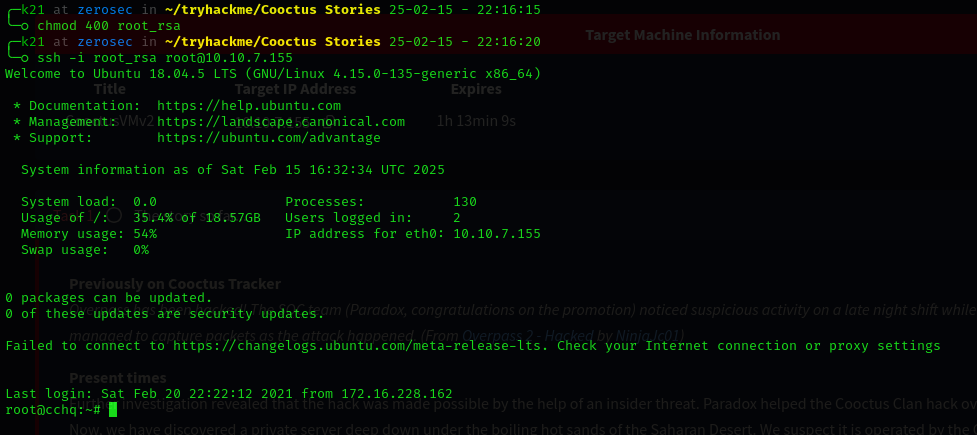 ╭─k21 at zerosec in ~/tryhackme/Cooctus Stories 25-02-15 - 22:16:15
╰─○ chmod 400 root_rsa
╭─k21 at zerosec in ~/tryhackme/Cooctus Stories 25-02-15 - 22:16:20
Target Machine Information
╰─○ ssh -i root_rsa root@10.10.7.155
Welcome to Ubuntu 18.04.5 LTS (GNU/Linux 4.15.0-135-generic x86_64)
Title Target IP Address Expires
* Documentation: https://help.ubuntu.com
* Management: https://landscape.canonical.com 1h 13min 9s
* Support: https://ubuntu.com/advantage
System information as of Sat Feb 15 16:32:34 UTC 2025
System load: 0.0 Processes: 130
Usage of /: 35.4% of 18.57GB Users logged in: 2
Memory usage: 54% IP address for eth0: 10.10.7.155
Swap usage: 0%
Previously on Cooctus Tracker
0 packages can be updated.
0 of these updates are security updates.
(Paradox, congratulations on the promotion) noticed suspicious activity on a late night shift while
managed to capture packets as the attack happened. (From Overpass 2 - Hacked by Ninja
Failed to connect to https://changelogs.ubuntu.com/meta-release-lts. Check your Internet connection or proxy settings
Present times
Last login: Sat Feb 20 22:22:12 2021 from 172.16.228.162
investigation revealed that the hack was made possible by the help of an insider threat. Paradox helped the Cooctus Clan hack
root@cchq:~#
Now, we have discovered a private server deep down under the boiling hot sands of the Saharan Desert. We suspect it is operated by the